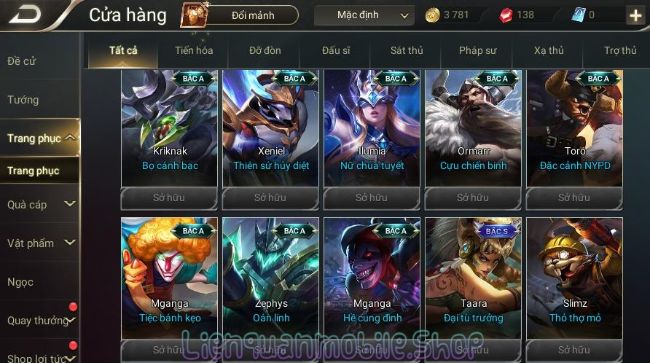 Cửa hàng
Đổi mảnh
Mặc định
3 781
138
0
Đề cử
Tất cả
Tiến hóa
Đỡ đòn
Đấu sĩ
Sát thủ
Pháp sư
Xạ thủ
Trợ thủ
Tướng
Trang phục
Trang phục
Quà cáp
Vật phẩm
Ngọc
Quay thưởng
Shop lợi tức
BẬC A
Kriknak
Bọ cánh bạc
Sở hữu
BẬC A
Xeniel
Thiên sứ hủy diệt
Sở hữu
BẬC A
Ilumia
Nữ chúa tuyết
Sở hữu
BẬC A
Ormarr
Cựu chiến binh
Sở hữu
BẬC A
Toro
Đặc cảnh NYPD
Sở hữu
BẬC A
Mganga
Tiệc bánh kẹo
Sở hữu
BẬC A
Zephys
Oán linh
Sở hữu
BẬC A
Mganga
Hề cung đình
Sở hữu
BẬC S
Taara
Đại tù trưởng
Sở hữu
Slimz
Thỏ thợ mỏ
Sở hữu
Lienquanmobile.Shop